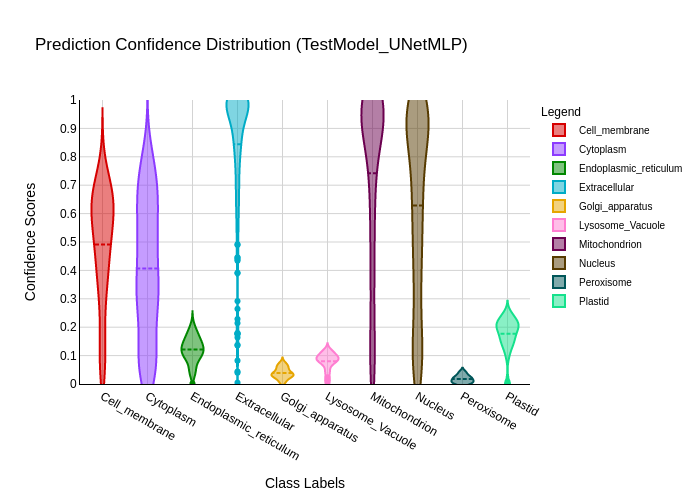 Prediction Confidence Distribution (TestModel_UNetMLP)
Legend
Cell_membrane
Cytoplasm
Endoplasmic_reticulum
Extracellular
Golgi_apparatus
Lysosome_Vacuole
Mitochondrion
Nucleus
Peroxisome
Plastid
Confidence Scores
1
0.9
0.8
0.7
0.6
0.5
0.4
0.3
0.2
0.1
0
Cell_membrane
Cytoplasm
Endoplasmic_reticulum
Extracellular
Golgi_apparatus
Lysosome_Vacuole
Mitochondrion
Nucleus
Peroxisome
Plastid
Class Labels